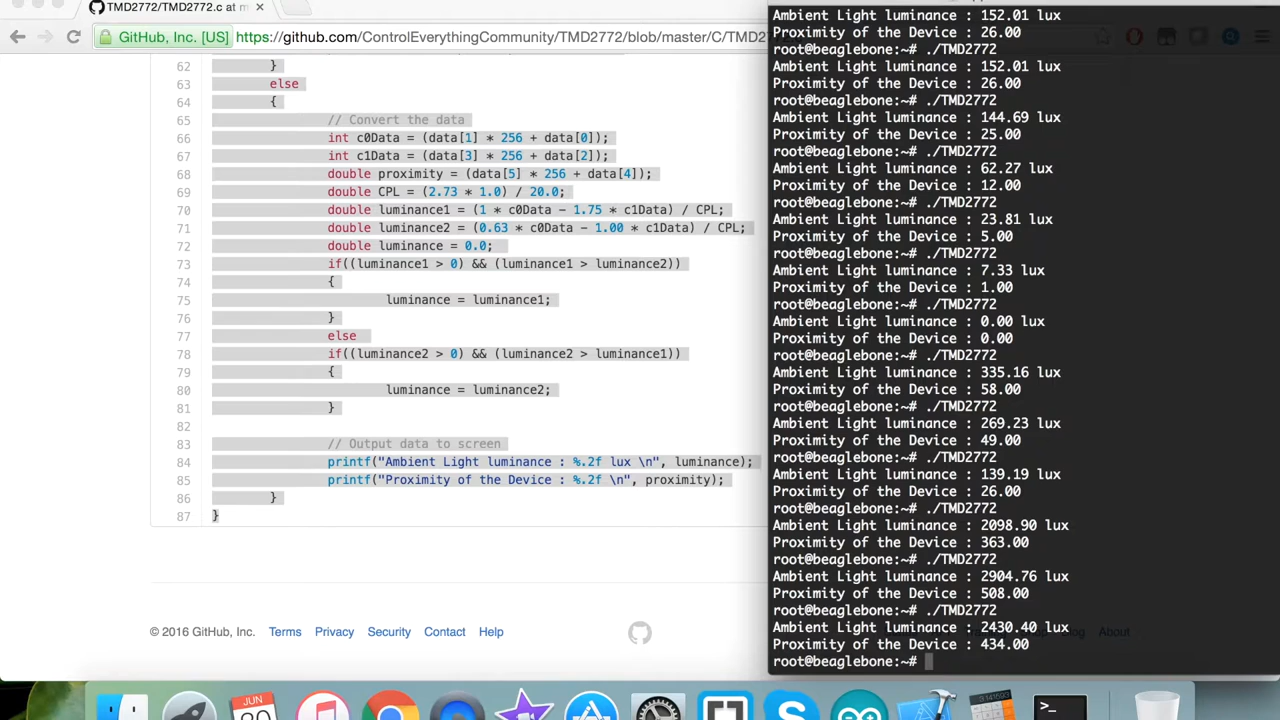 TMD2772/TMD2772.c at m
GitHub, Inc. [US] https://github.com/ControlEverythingCommunity/TMD2772/blob/master/C/TMD2
62 }
63 else
64 {
65 // Convert the data
66 int c0Data = (data[1] * 256 + data[0]);
67 int c1Data = (data[3] * 256 + data[2]);
68 double proximity = (data[5] * 256 + data[4]);
69 double CPL = (2.73 * 1.0) / 20.0;
70 double luminance1 = (1 * c0Data - 1.75 * c1Data) / CPL;
71 double luminance2 = (0.63 * c0Data - 1.00 * c1Data) / CPL;
72 double luminance = 0.0;
73 if((luminance1 > 0) && (luminance1 > luminance2))
74 {
75 luminance = luminance1;
76 }
77 else
78 if((luminance2 > 0) && (luminance2 > luminance1))
79 {
80 luminance = luminance2;
81 }
82
83 // Output data to screen
84 printf("Ambient Light luminance : %.2f lux \n", luminance);
85 printf("Proximity of the Device : %.2f \n", proximity);
86 }
87 }
© 2016 GitHub, Inc. Terms Privacy Security Contact Help
Ambient Light luminance : 152.01 lux
Proximity of the Device : 26.00
root@beaglebone:~# ./TMD2772
Ambient Light luminance : 152.01 lux
Proximity of the Device : 26.00
root@beaglebone:~# ./TMD2772
Ambient Light luminance : 144.69 lux
Proximity of the Device : 25.00
root@beaglebone:~# ./TMD2772
Ambient Light luminance : 62.27 lux
Proximity of the Device : 12.00
root@beaglebone:~# ./TMD2772
Ambient Light luminance : 23.81 lux
Proximity of the Device : 5.00
root@beaglebone:~# ./TMD2772
Ambient Light luminance : 7.33 lux
Proximity of the Device : 1.00
root@beaglebone:~# ./TMD2772
Ambient Light luminance : 0.00 lux
Proximity of the Device : 0.00
root@beaglebone:~# ./TMD2772
Ambient Light luminance : 335.16 lux
Proximity of the Device : 58.00
root@beaglebone:~# ./TMD2772
Ambient Light luminance : 269.23 lux
Proximity of the Device : 49.00
root@beaglebone:~# ./TMD2772
Ambient Light luminance : 139.19 lux
Proximity of the Device : 26.00
root@beaglebone:~# ./TMD2772
Ambient Light luminance : 2098.90 lux
Proximity of the Device : 363.00
root@beaglebone:~# ./TMD2772
Ambient Light luminance : 2904.76 lux
Proximity of the Device : 508.00
root@beaglebone:~# ./TMD2772
Ambient Light luminance : 2430.40 lux
Proximity of the Device : 434.00
root@beaglebone:~#
About
JUN